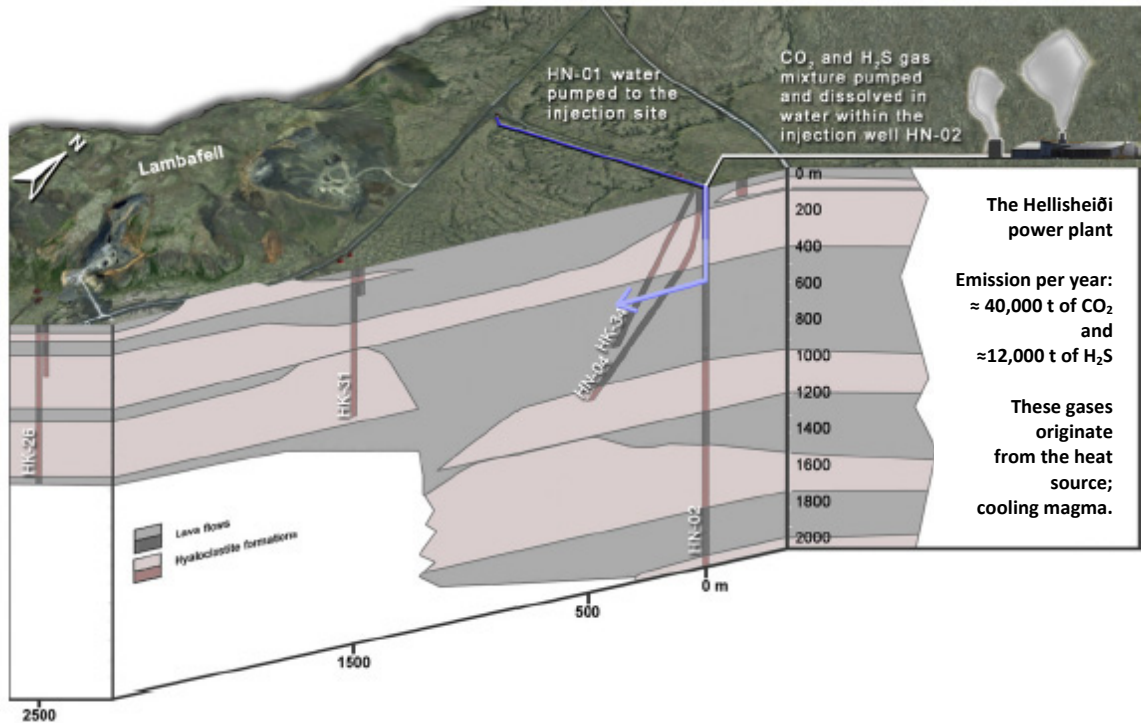 HN-01 water
pumped to the
injection site
CO₂ and H₂S gas
mixture pumped
and dissolved in
water within the
injection well HN-02
N
Lambafell
0 m
200
400
600
800
1000
1200
1400
1600
1800
2000
The Hellisheiði
power plant
Emission per year:
≈ 40,000 t of CO₂
and
≈12,000 t of H₂S
These gases
originate
from the heat
source;
cooling magma.
HK-34
HN-04
HK-31
HK-26
HN-02
Lava flows
Hyaloclastite formations
0 m
500
1500
2500